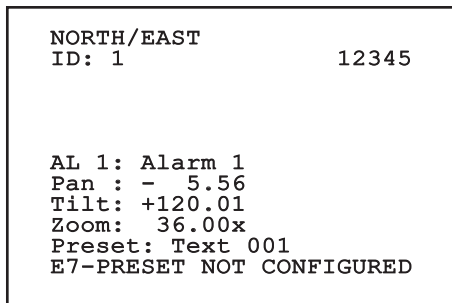 NORTH/EAST
ID: 1 12345
AL 1: Alarm 1
Pan : - 5.56
Tilt: +120.01
Zoom: 36.00x
Preset: Text 001
E7-PRESET NOT CONFIGURED